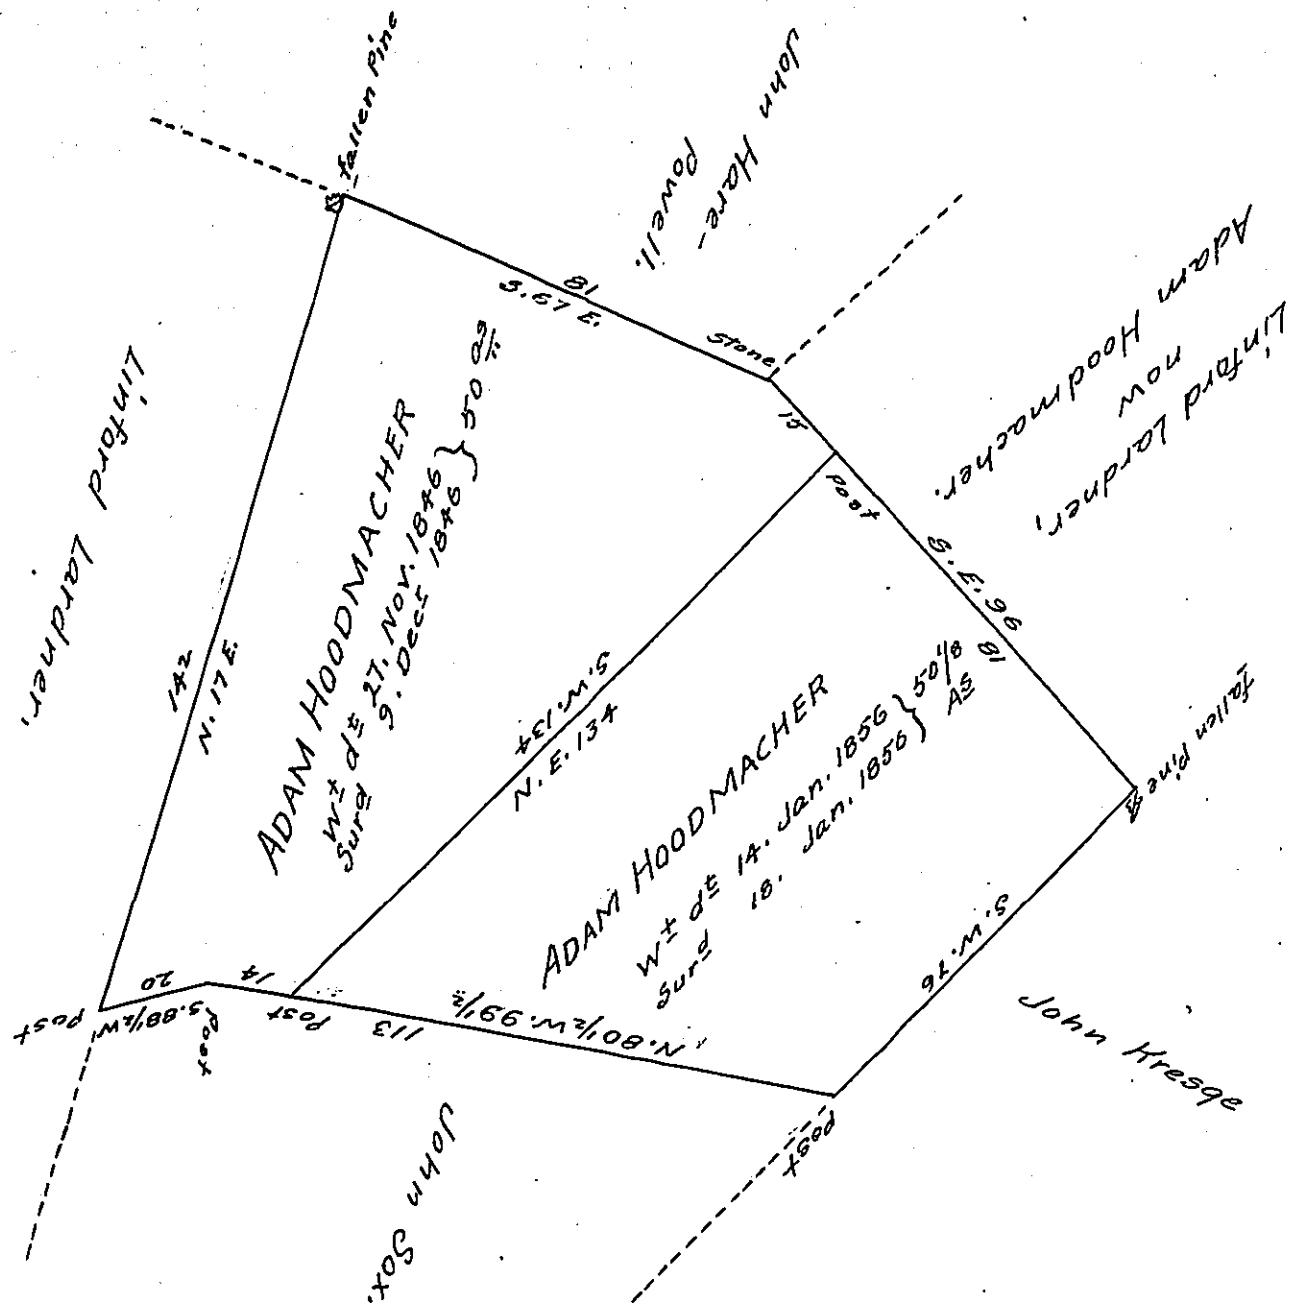 fallen Pine
John Hare-
Powell.
81
S. 67 E.
Stone
15
Post
Linford Lardner,
now
Adam Hoodmacher.
S. E. 96
81
fallen Pine
Linford Lardner.
142
N. 17 E.
ADAM HOODMACHER
Wt dt 27. Nov. 1846 } 50
Surd 9. Decr 1846
S. W. 134
N. E. 134
ADAM HOODMACHER
Wt dt 14. Jan. 1856 } 50 1/8
Surd 18. Jan. 1856 } As
S. W. 76
John Kresge
Post
N. 80 1/2 W. 99 1/2
113
Post
14
Post
20
S. 88 1/2 W.
Post
John Sox.